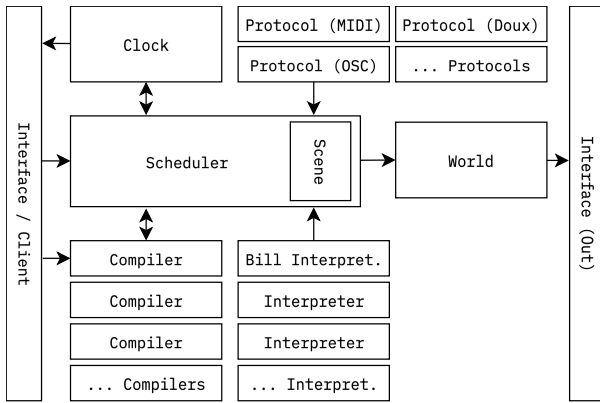 Interface / Client
Clock
Protocol (MIDI)
Protocol (Doux)
Protocol (OSC)
... Protocols
Scheduler
Scene
World
Interface (Out)
Compiler
Bill Interpret.
Compiler
Interpreter
Compiler
Interpreter
... Compilers
... Interpret.